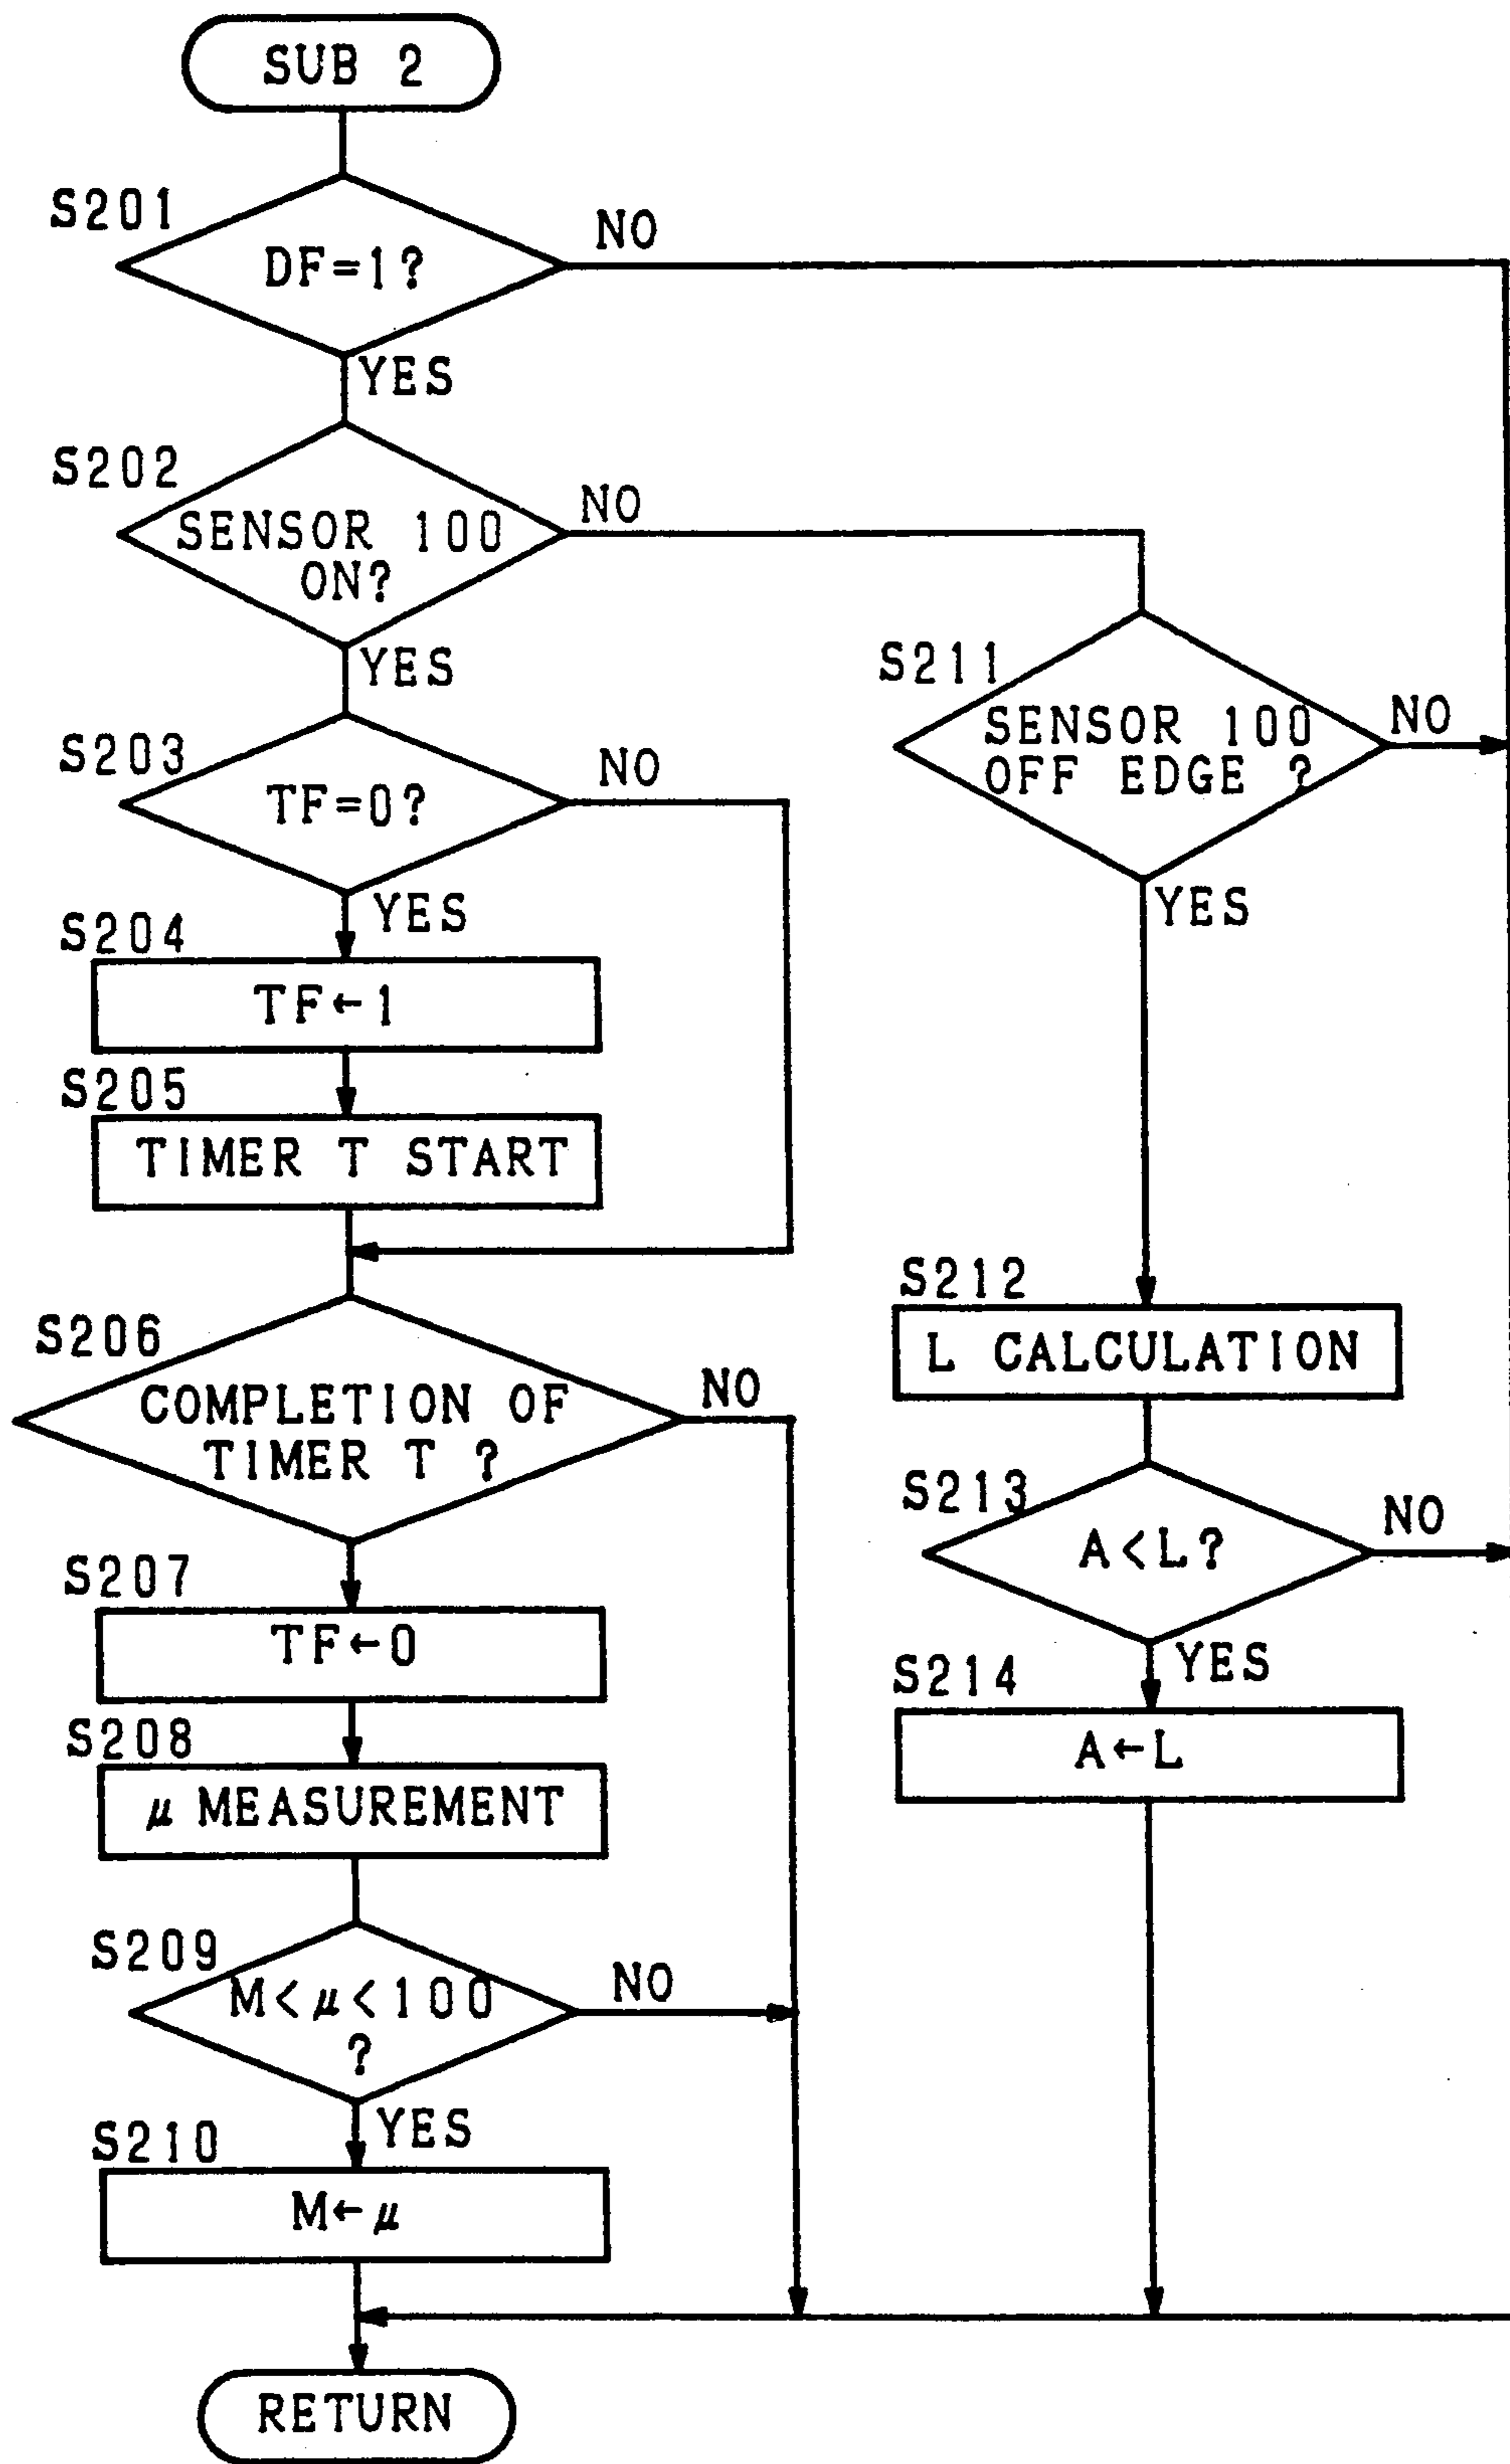 SUB 2
S201
DF=1?
NO
YES
S202
SENSOR 100
ON?
NO
YES
S203
TF=0?
NO
YES
S204
TF←1
S205
TIMER T START
S206
COMPLETION OF
TIMER T ?
NO
S207
TF←0
S208
μ MEASUREMENT
S209
M<μ<100
?
NO
YES
S210
M←μ
S211
SENSOR 100
OFF EDGE ?
NO
YES
S212
L CALCULATION
S213
A<L?
NO
YES
S214
A←L
RETURN